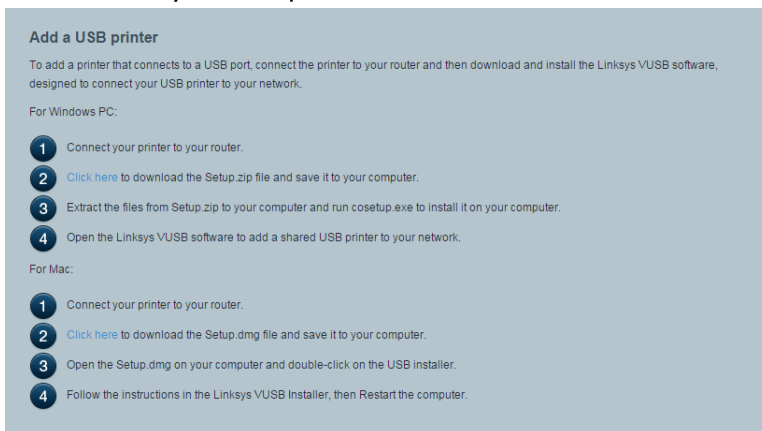 Add a USB printer
To add a printer that connects to a USB port, connect the printer to your router and then download and install the Linksys VUSB software,
designed to connect your USB printer to your network.
For Windows PC:
1 Connect your printer to your router.
2 Click here to download the Setup.zip file and save it to your computer.
3 Extract the files from Setup.zip to your computer and run cosetup.exe to install it on your computer.
4 Open the Linksys VUSB software to add a shared USB printer to your network.
For Mac:
1 Connect your printer to your router.
2 Click here to download the Setup.dmg file and save it to your computer.
3 Open the Setup.dmg on your computer and double-click on the USB installer.
4 Follow the instructions in the Linksys VUSB Installer, then Restart the computer.